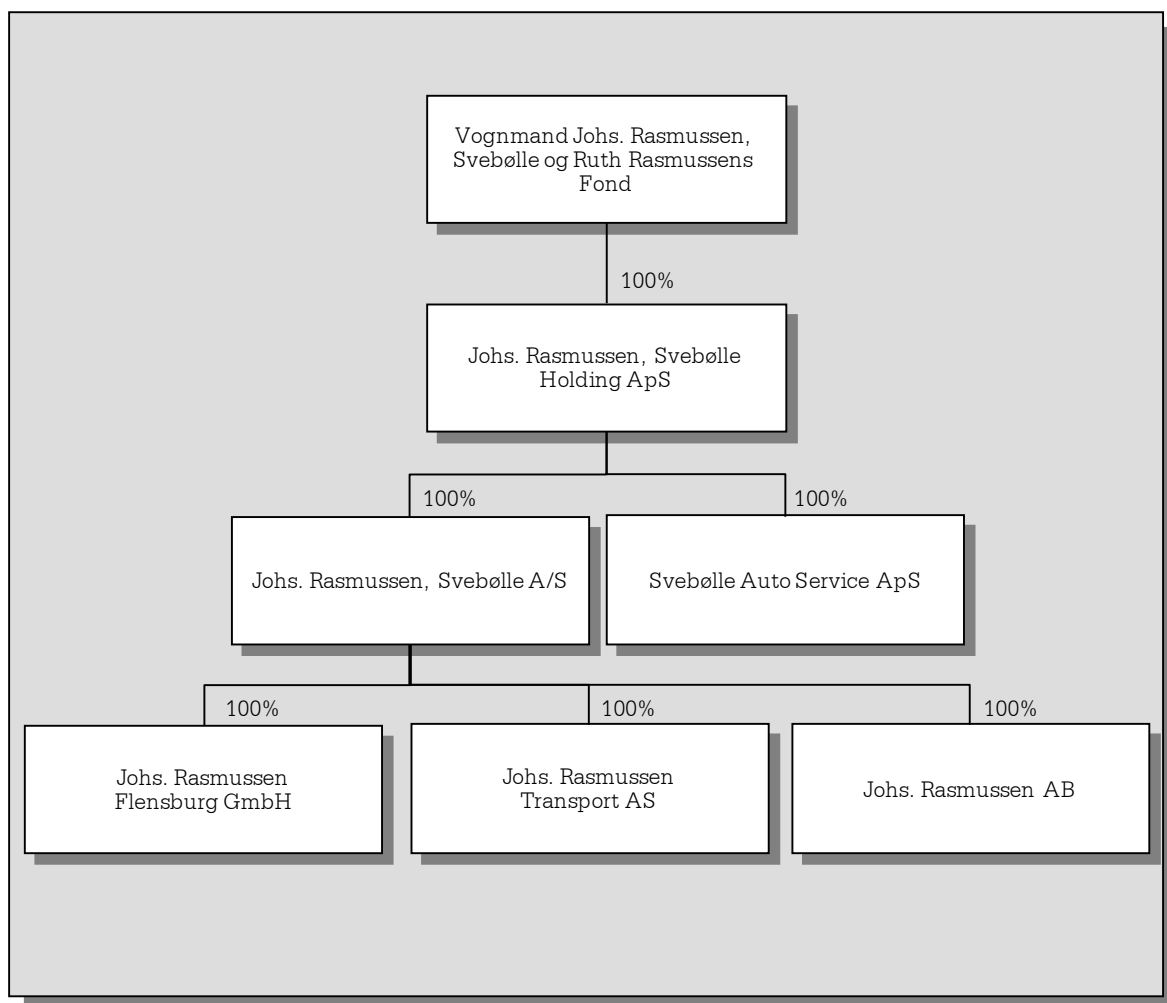 Vognmand Johs. Rasmussen,
Svebølle og Ruth Rasmussens
Fond
100%
Johs. Rasmussen, Svebølle
Holding ApS
100%
100%
Johs. Rasmussen, Svebølle A/S
Svebølle Auto Service ApS
100%
100%
100%
Johs. Rasmussen
Flensburg GmbH
Johs. Rasmussen
Transport AS
Johs. Rasmussen AB